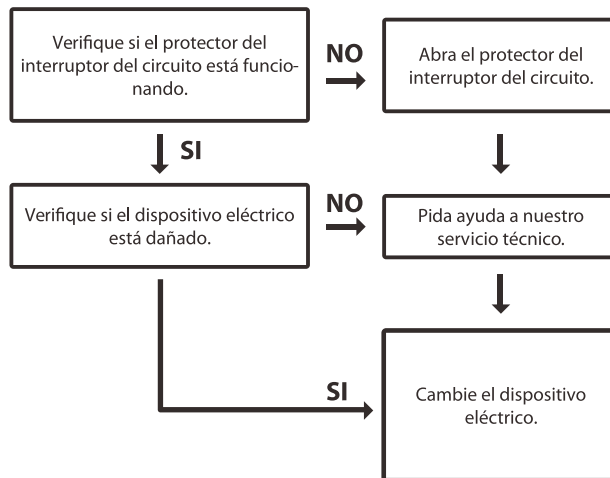 Verifique si el protector del
interruptor del circuito está funcio-
nando.
NO
Abra el protector del
interruptor del circuito.
SI
Verifique si el dispositivo eléctrico
está dañado.
NO
Pida ayuda a nuestro
servicio técnico.
SI
Cambie el dispositivo
eléctrico.